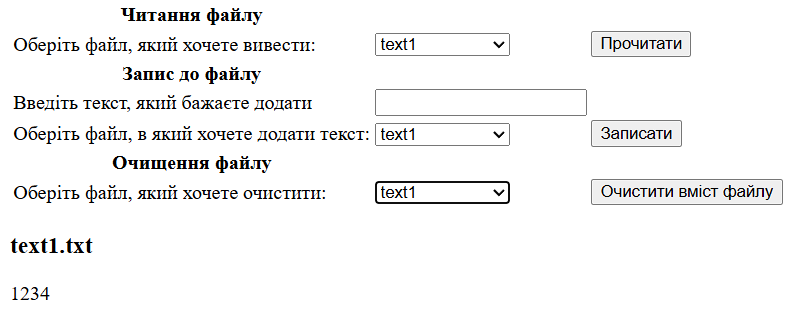 Читання файлу
Оберіть файл, який хочете вивести: text1 Прочитати
Запис до файлу
Введіть текст, який бажаєте додати
Оберіть файл, в який хочете додати текст: text1 Записати
Очищення файлу
Оберіть файл, який хочете очистити: text1 Очистити вміст файлу
text1.txt
1234